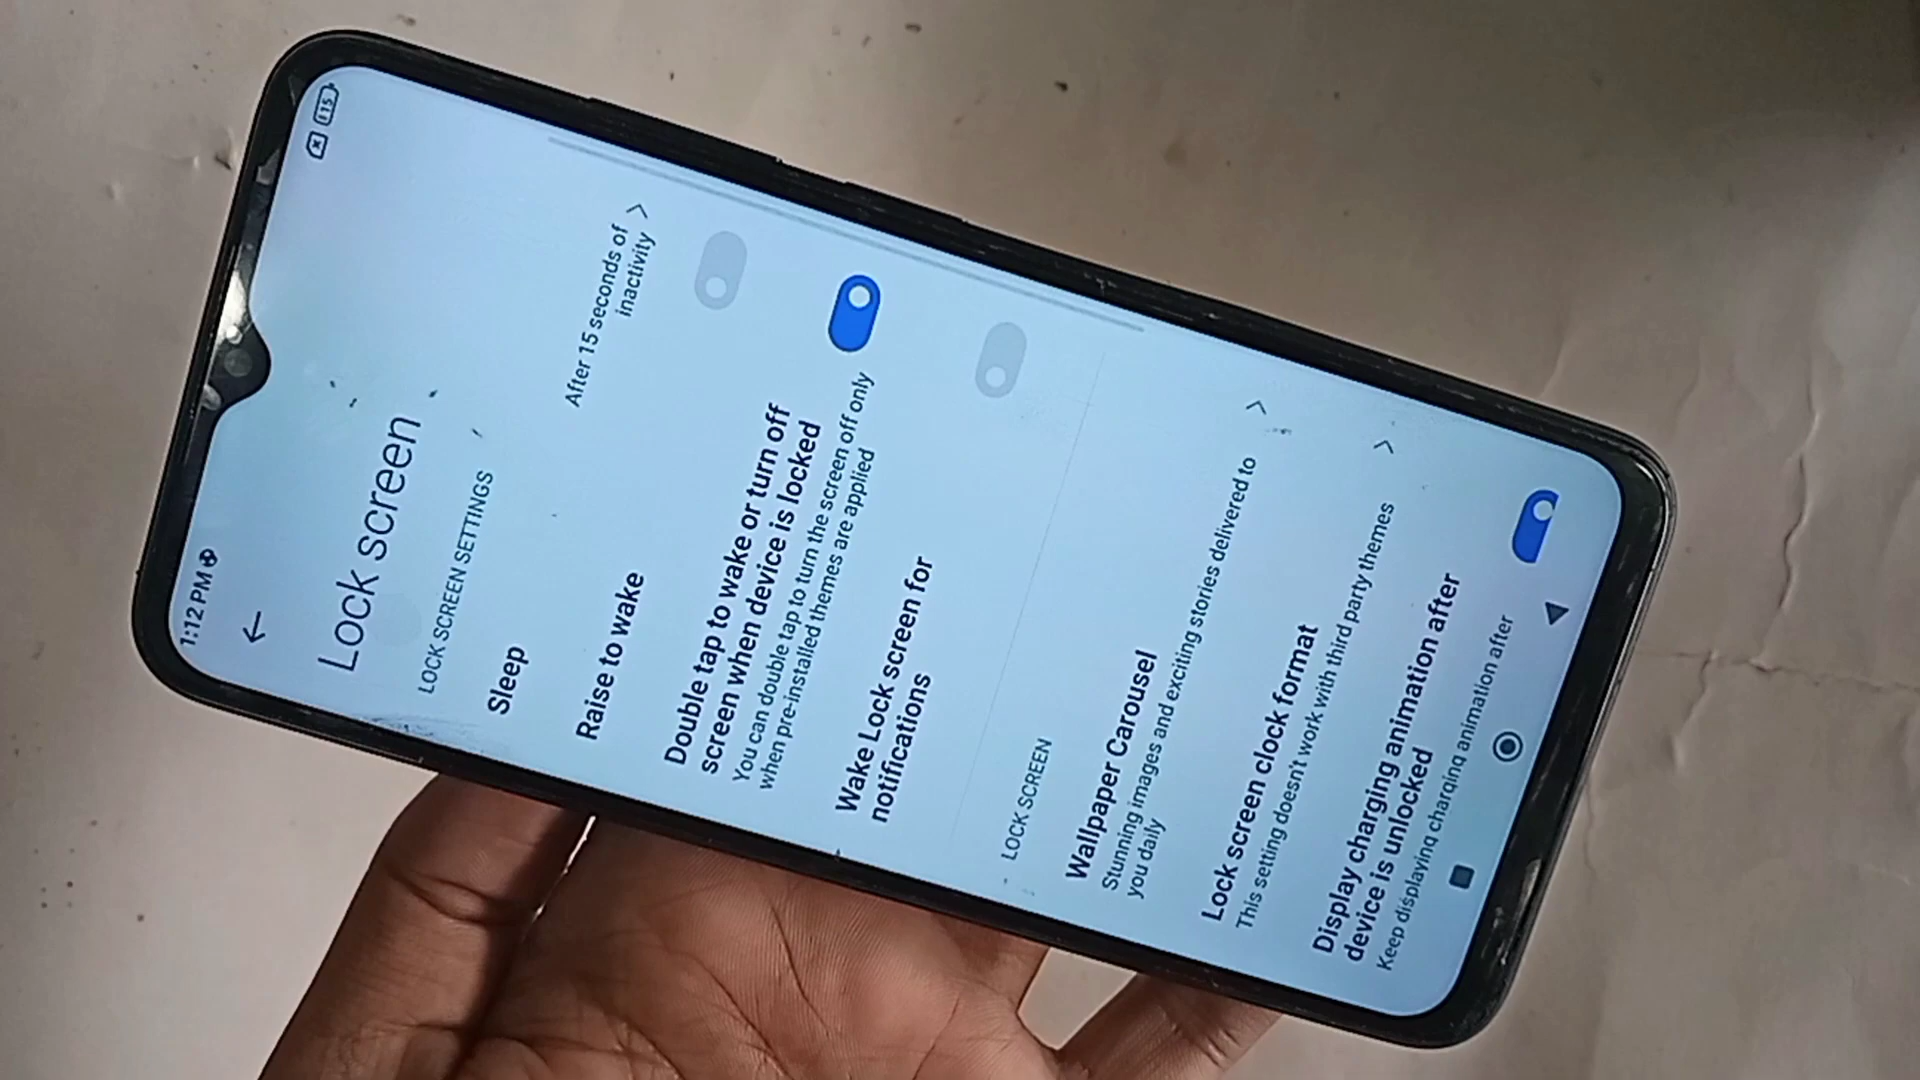 1:12 PM
15
Lock screen
LOCK SCREEN SETTINGS
Sleep
After 15 seconds of
inactivity
Raise to wake
Double tap to wake or turn off
screen when device is locked
You can double tap to turn the screen off only
when pre-installed themes are applied
Wake Lock screen for
notifications
LOCK SCREEN
Wallpaper Carousel
Stunning images and exciting stories delivered to
you daily
Lock screen clock format
This setting doesn't work with third party themes
Display charging animation after
device is unlocked
Keep displaying charging animation after